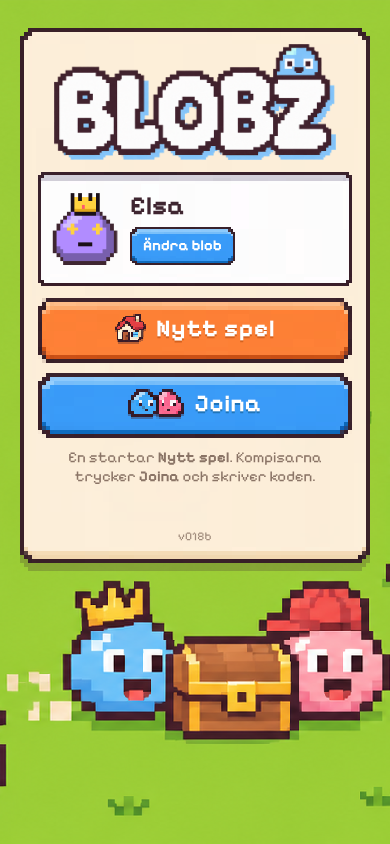 BLOBZ
Elsa
Ändra blob
Nytt spel
Joina
En startar Nytt spel. Kompisarna
trycker Joina och skriver koden.
v018b